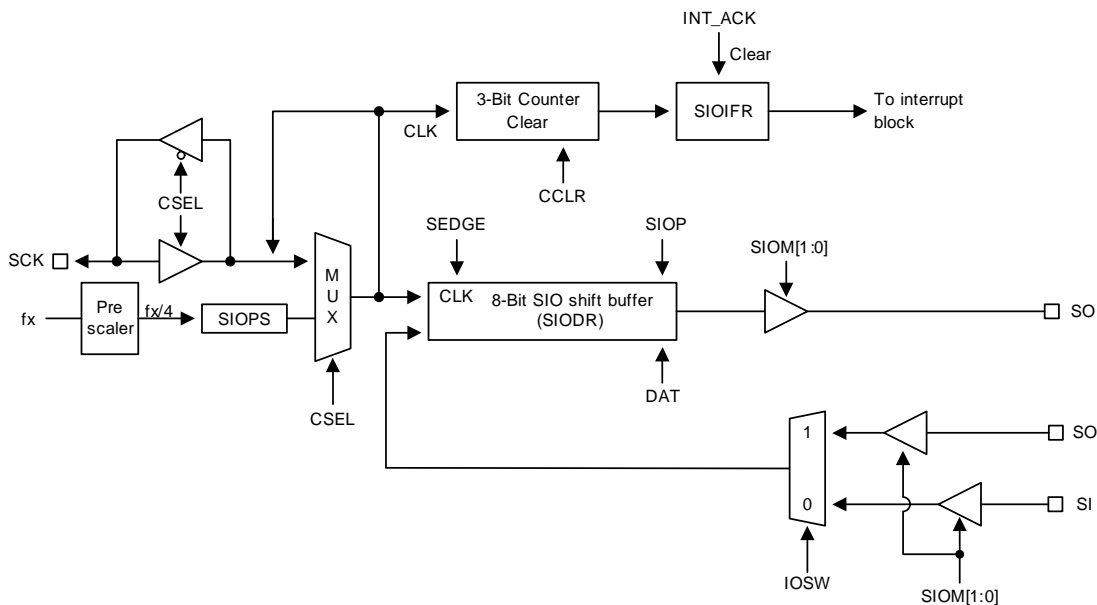 INT_ACK
Clear
3-Bit Counter
Clear
SIOIFR
To interrupt
block
CLK
CCLR
CSEL
SCK
fx
Pre
scaler
fx/4
SIOPS
M
U
X
CSEL
SEDGE
SIOP
CLK
8-Bit SIO shift buffer
(SIODR)
DAT
SIOM[1:0]
SO
1
0
SO
SI
IOSW
SIOM[1:0]